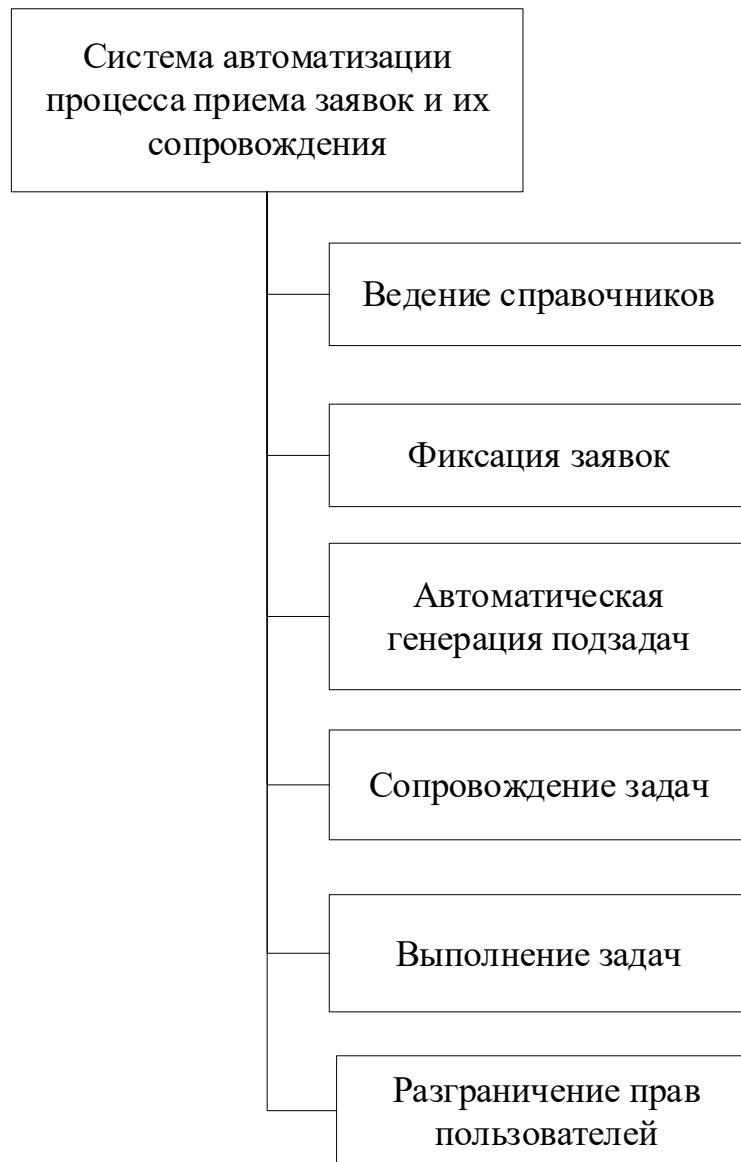 Система автоматизации
процесса приема заявок и их
сопровождения
Ведение справочников
Фиксация заявок
Автоматическая
генерация подзадач
Сопровождение задач
Выполнение задач
Разграничение прав
пользователей